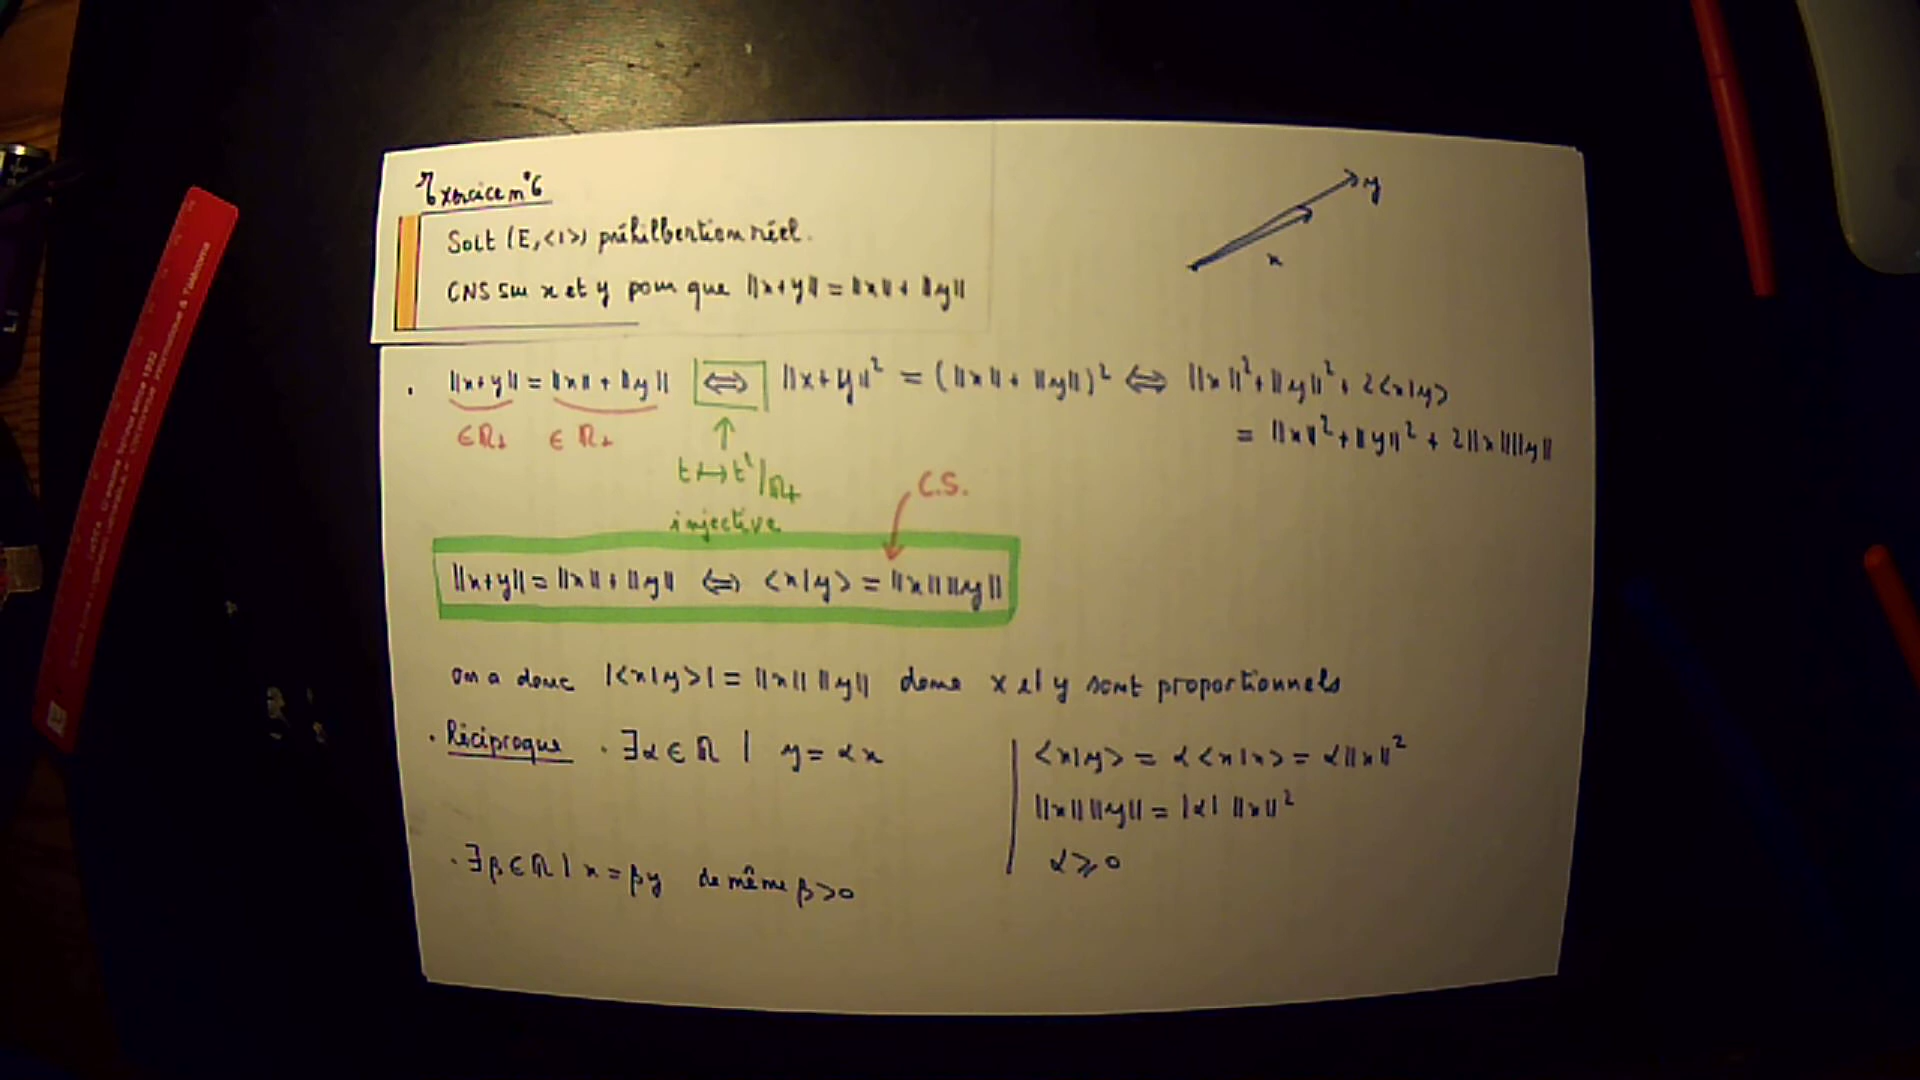 Exercice n°6
Soit (E,<|>) préhilbertien réel.
CNS sur x et y pour que ||x+y|| = ||x|| + ||y||
y
x
. ||x+y|| = ||x|| + ||y|| ⇔ ||x+y||² = (||x|| + ||y||)² ⇔ ||x||² + ||y||² + 2<x|y>
= ||x||² + ||y||² + 2||x|| ||y||
∈ ℝ+ ∈ ℝ+
t ↦ t²/ℝ+
injective
C.S.
||x+y|| = ||x|| + ||y|| ⇔ <x|y> = ||x|| ||y||
on a donc |<x|y>| = ||x|| ||y|| donc x et y sont proportionnels
. Réciproque . ∃α ∈ ℝ | y = αx
<x|y> = α<x|x> = α||x||²
||x|| ||y|| = |α| ||x||²
α ⩾ 0
. ∃β ∈ ℝ | x = βy de même β>0